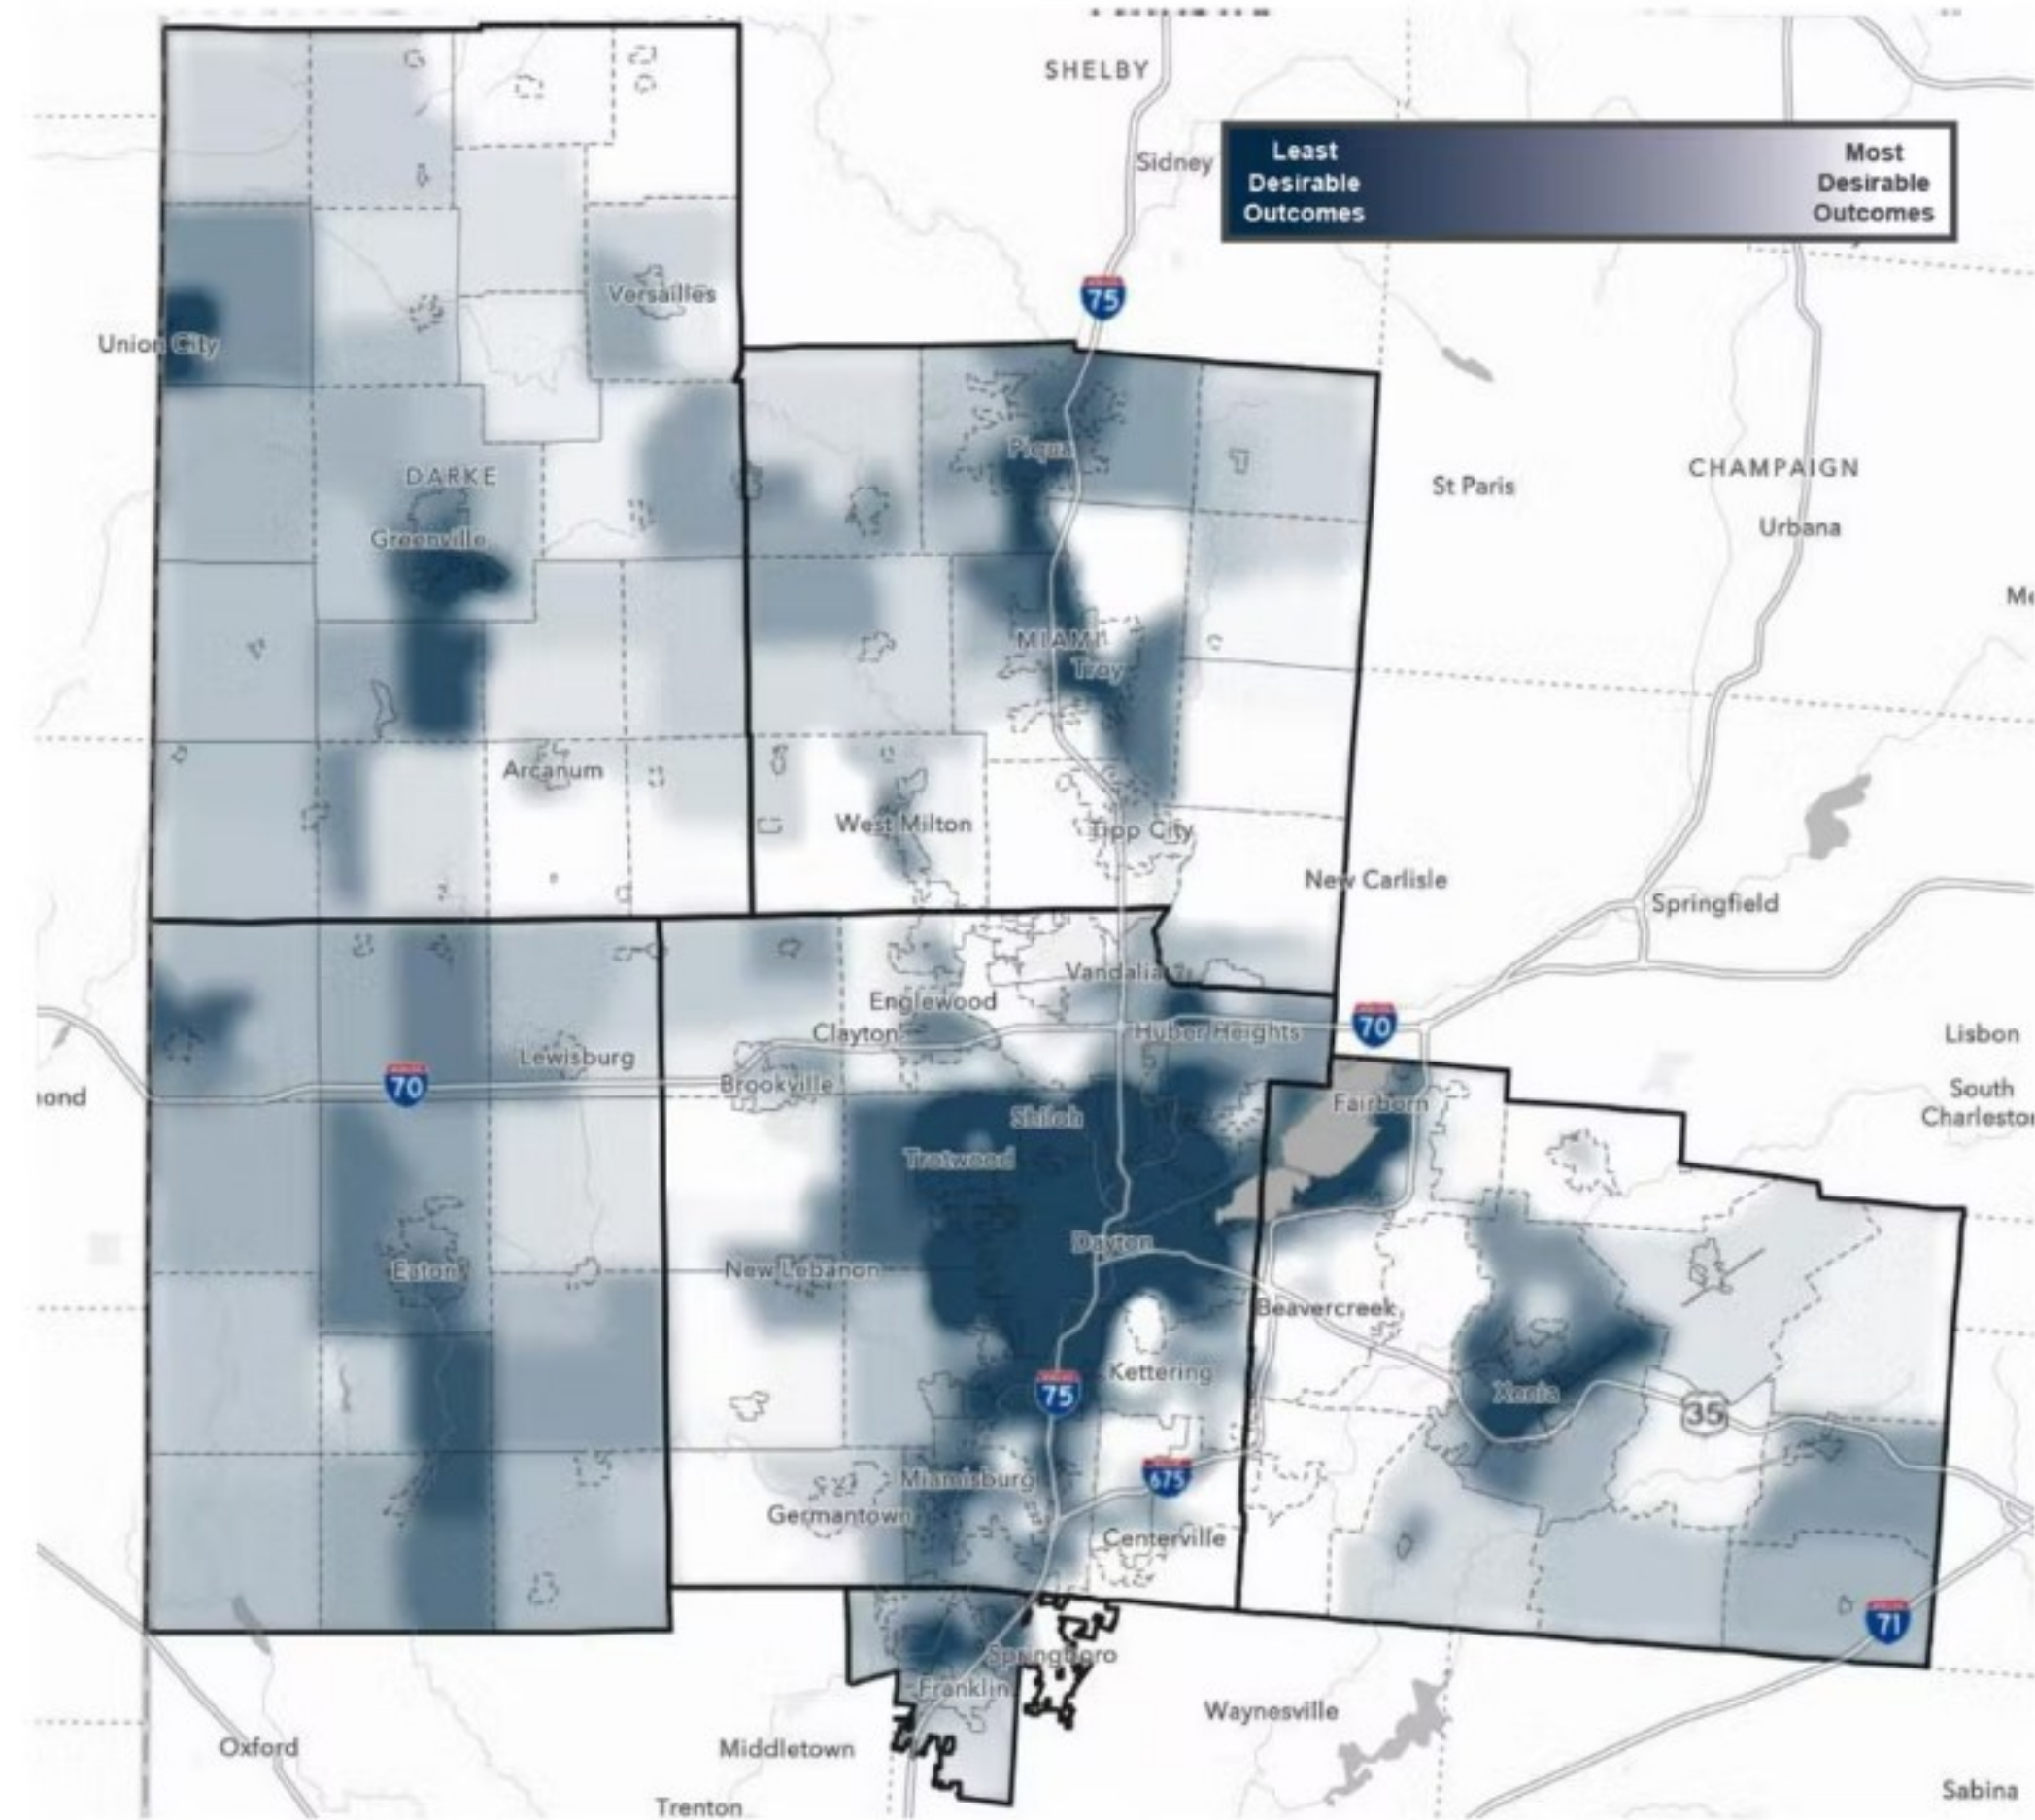 SHELBY
Sidney
Least
Desirable
Outcomes
Most
Desirable
Outcomes
75
Versailles
Union City
DARKE
Greenville
Piqua
St Paris
CHAMPAIGN
Urbana
MIAMI
Troy
Arcanum
West Milton
Tipp City
New Carlisle
Springfield
Vandalia
Englewood
Clayton
Huber Heights
70
Lisbon
Lewisburg
70
Brookville
South
Charleston
Fairborn
Shiloh
Trotwood
Dayton
Eaton
New Lebanon
Beavercreek
Kettering
75
Xenia
35
Miamisburg
675
Germantown
Centerville
71
Springboro
Franklin
Waynesville
Oxford
Middletown
Trenton
Sabina